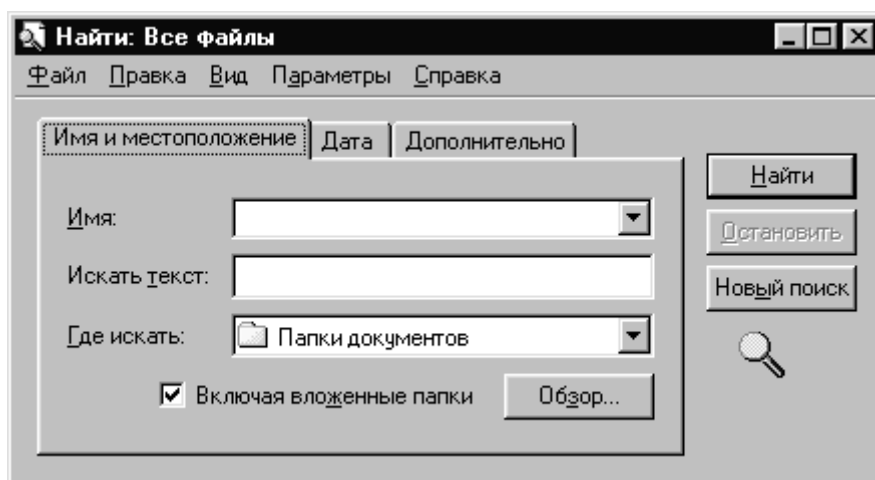 Найти: Все файлы
Файл Правка Вид Параметры Справка
Имя и местоположение Дата Дополнительно
Найти
Имя:
Остановить
Искать текст:
Новый поиск
Где искать: Папки документов
Включая вложенные папки Обзор...